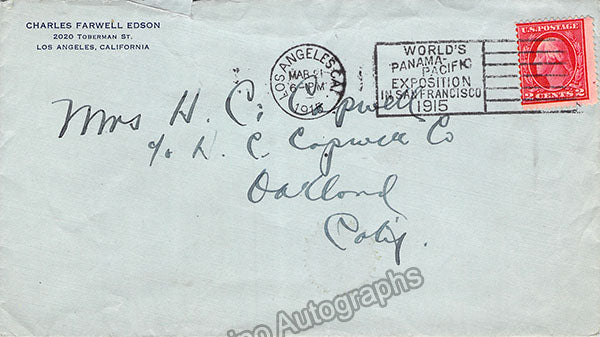 CHARLES FARWELL EDSON
2020 TOBERMAN ST.
LOS ANGELES, CALIFORNIA
LOS ANGELES, CAL.
MAR 21
6-PM
1915
WORLD'S
PANAMA-
PACIFIC
EXPOSITION
IN SAN FRANCISCO
1915
U.S. POSTAGE
2 CENTS 2
Mrs H. C. Capwell
c/o H. C. Capwell Co
Oakland
Calif.
Autographs